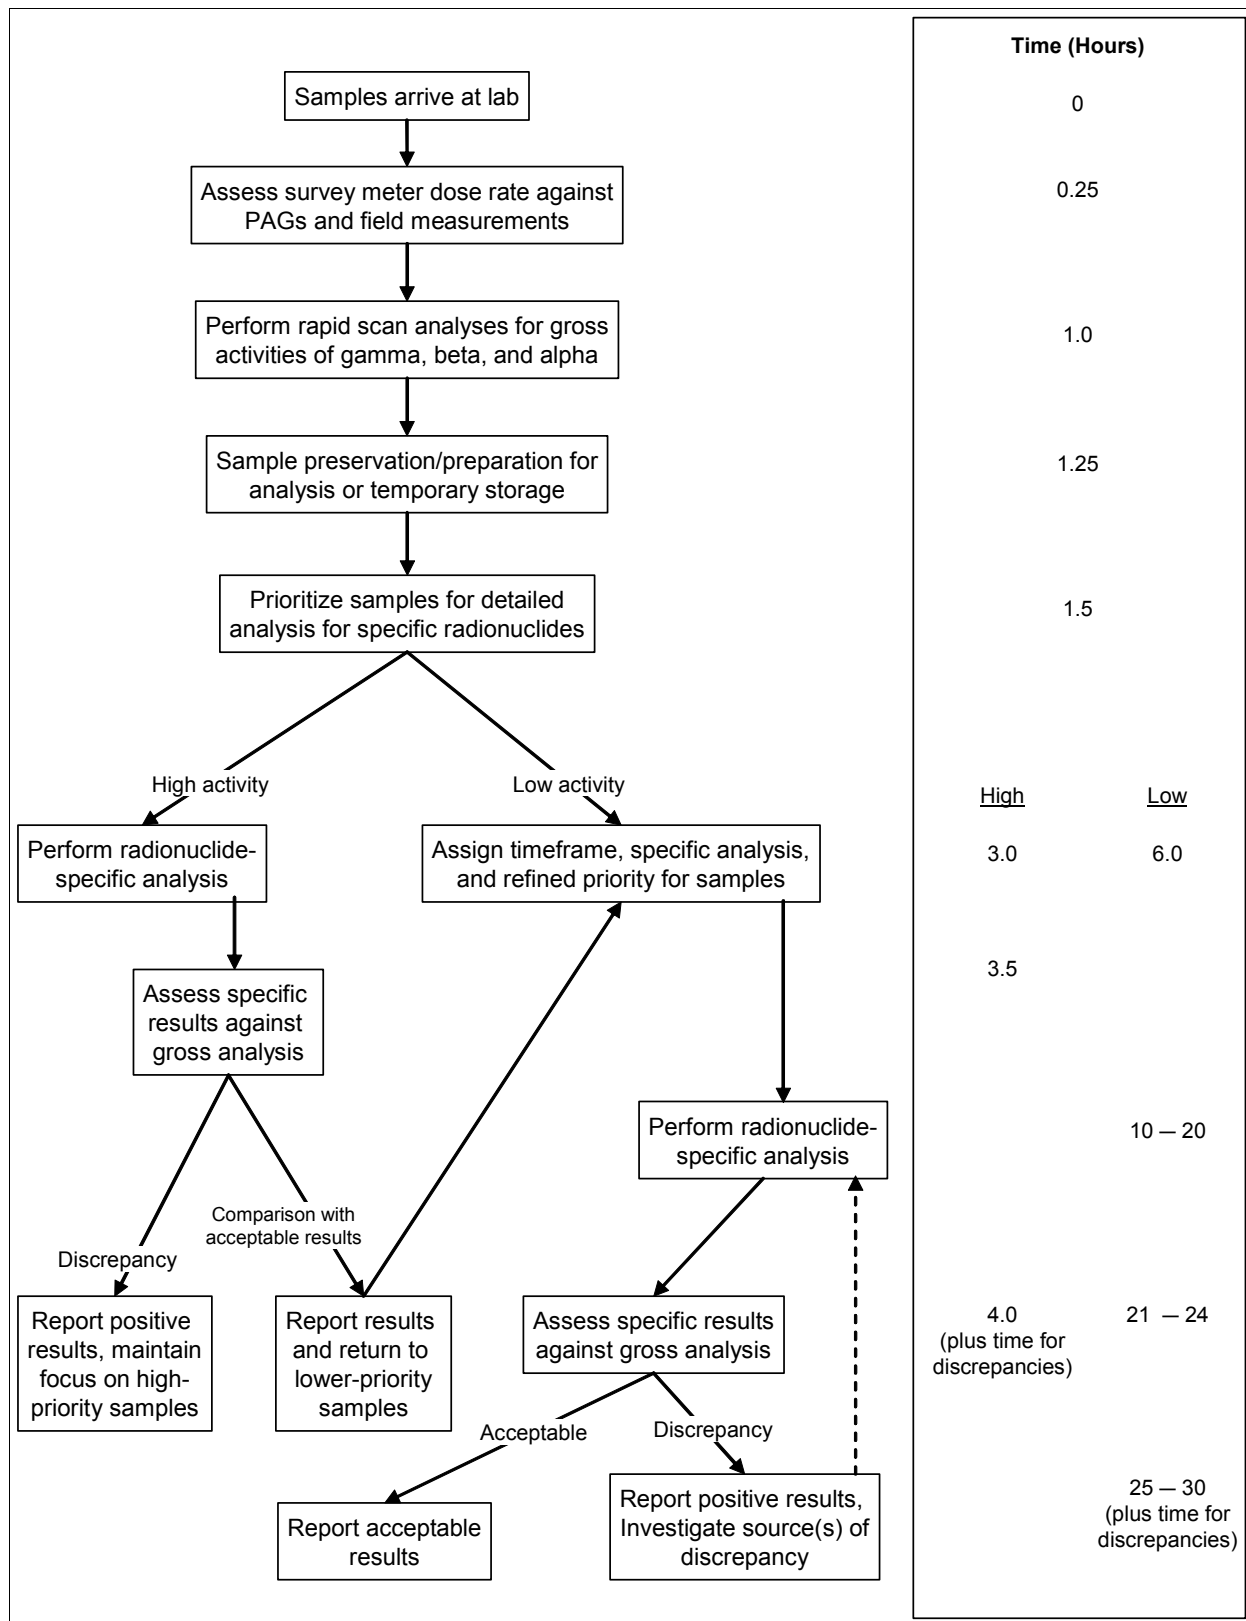 Time (Hours)
Samples arrive at lab
0
Assess survey meter dose rate against
PAGs and field measurements
0.25
Perform rapid scan analyses for gross
activities of gamma, beta, and alpha
1.0
Sample preservation/preparation for
analysis or temporary storage
1.25
Prioritize samples for detailed
analysis for specific radionuclides
1.5
High activity
Low activity
High
Low
Perform radionuclide-
specific analysis
Assign timeframe, specific analysis,
and refined priority for samples
3.0
6.0
Assess specific
results against
gross analysis
3.5
Perform radionuclide-
specific analysis
10 — 20
Discrepancy
Comparison with
acceptable results
Report positive
results, maintain
focus on high-
priority samples
Report results
and return to
lower-priority
samples
Assess specific results
against gross analysis
4.0
(plus time for
discrepancies)
21 — 24
Acceptable
Discrepancy
Report acceptable
results
Report positive results,
Investigate source(s) of
discrepancy
25 — 30
(plus time for
discrepancies)